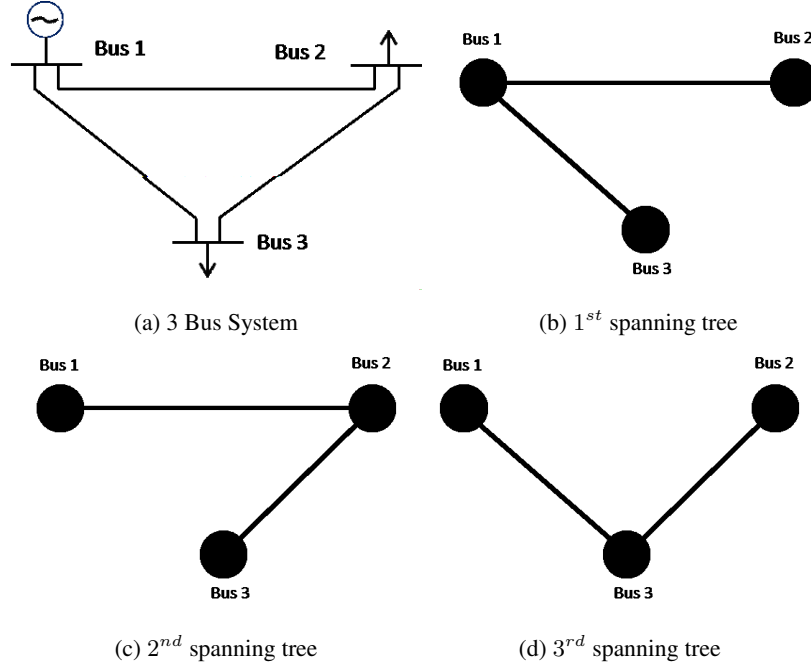 Bus 1
Bus 2
Bus 3
(a) 3 Bus System
Bus 1
Bus 2
Bus 3
(b) 1st spanning tree
Bus 1
Bus 2
Bus 3
(c) 2nd spanning tree
Bus 1
Bus 2
Bus 3
(d) 3rd spanning tree